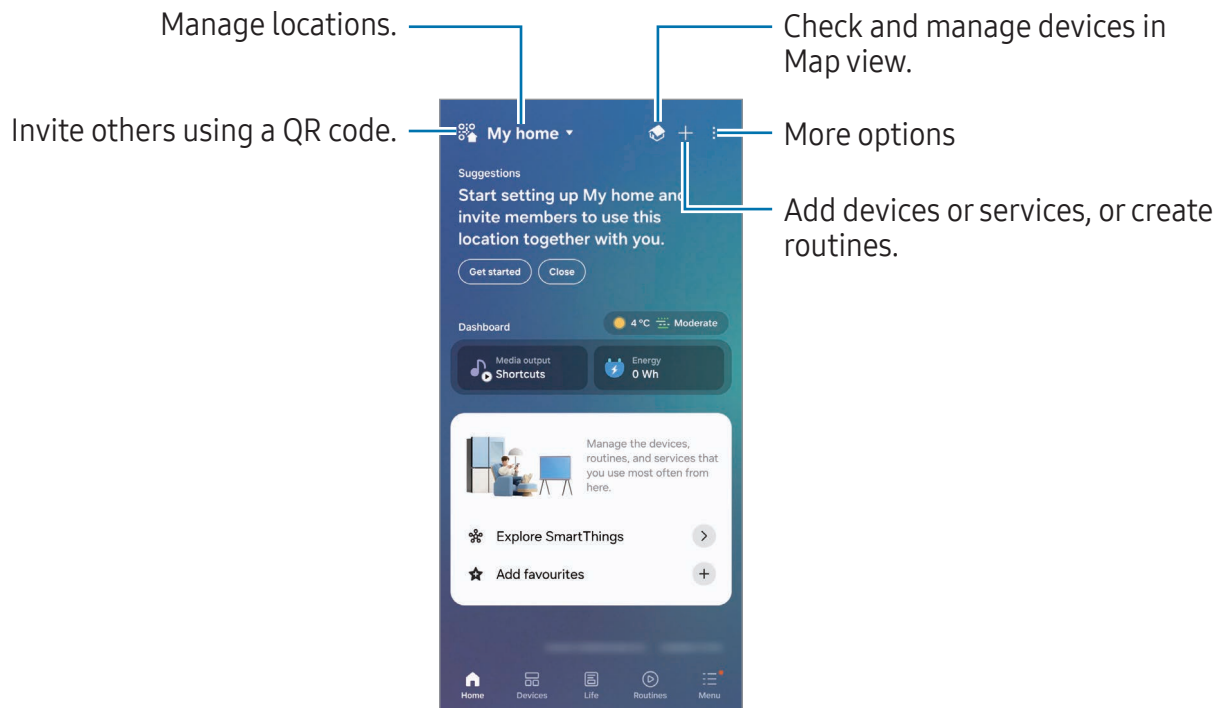 Manage locations.
Check and manage devices in
Map view.
Invite others using a QR code.
More options
Add devices or services, or create
routines.
My home
Suggestions
Start setting up My home and
invite members to use this
location together with you.
Get started
Close
Dashboard
4 °C
Moderate
Media output
Shortcuts
Energy
0 Wh
Manage the devices,
routines, and services that
you use most often from
here.
Explore SmartThings
Add favourites
Home
Devices
Life
Routines
Menu